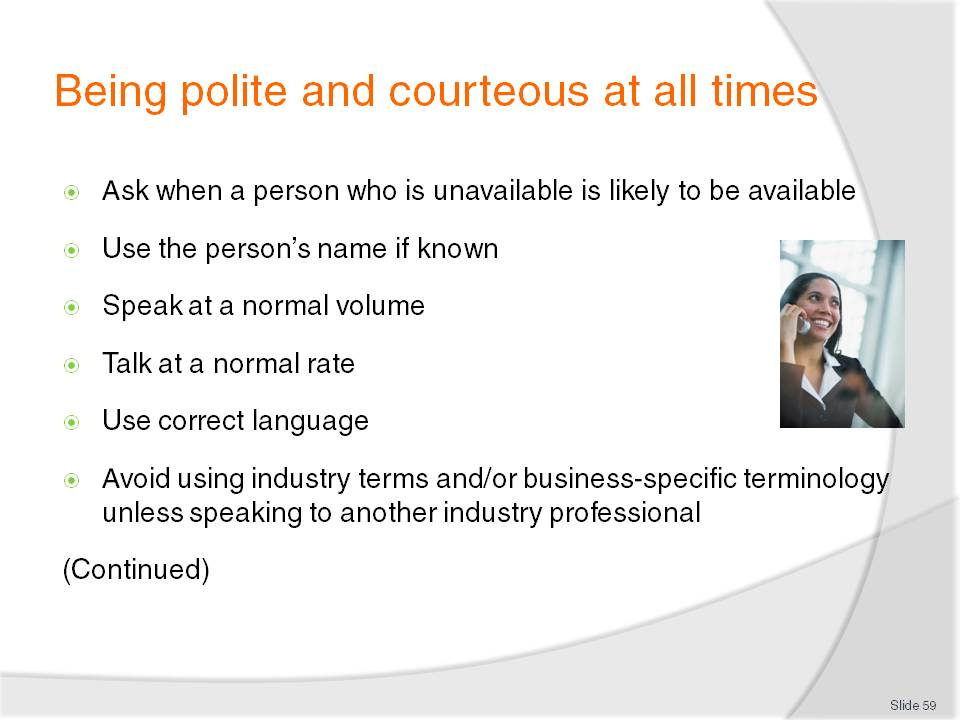 Being polite and courteous at all times
Ask when a person who is unavailable is likely to be available
Use the person's name if known
Speak at a normal volume
Talk at a normal rate
Use correct language
Avoid using industry terms and/or business-specific terminology
unless speaking to another industry professional
(Continued)
Slide 59